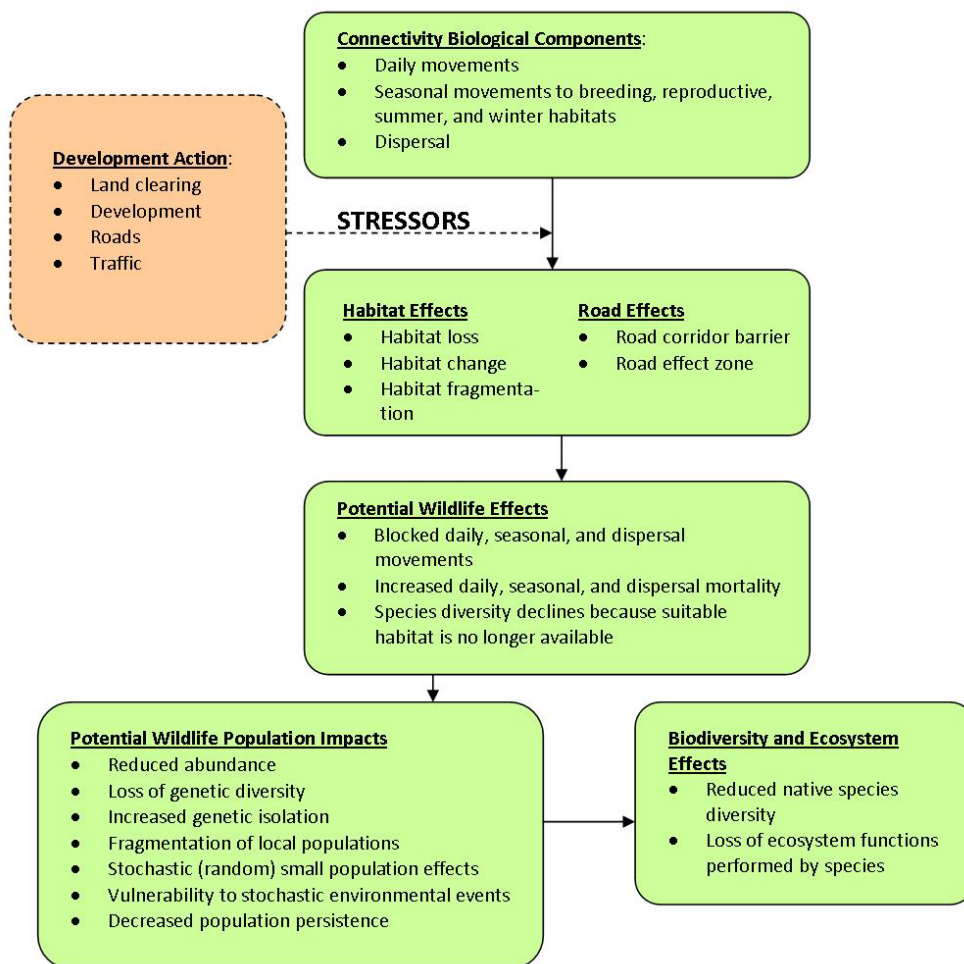 Connectivity Biological Components:
● Daily movements
● Seasonal movements to breeding, reproductive,
summer, and winter habitats
● Dispersal
Development Action:
● Land clearing
● Development
● Roads
● Traffic
STRESSORS
Habitat Effects
● Habitat loss
● Habitat change
● Habitat fragmenta-
tion
Road Effects
● Road corridor barrier
● Road effect zone
Potential Wildlife Effects
● Blocked daily, seasonal, and dispersal
movements
● Increased daily, seasonal, and dispersal mortality
● Species diversity declines because suitable
habitat is no longer available
Potential Wildlife Population Impacts
● Reduced abundance
● Loss of genetic diversity
● Increased genetic isolation
● Fragmentation of local populations
● Stochastic (random) small population effects
● Vulnerability to stochastic environmental events
● Decreased population persistence
Biodiversity and Ecosystem
Effects
● Reduced native species
diversity
● Loss of ecosystem functions
performed by species